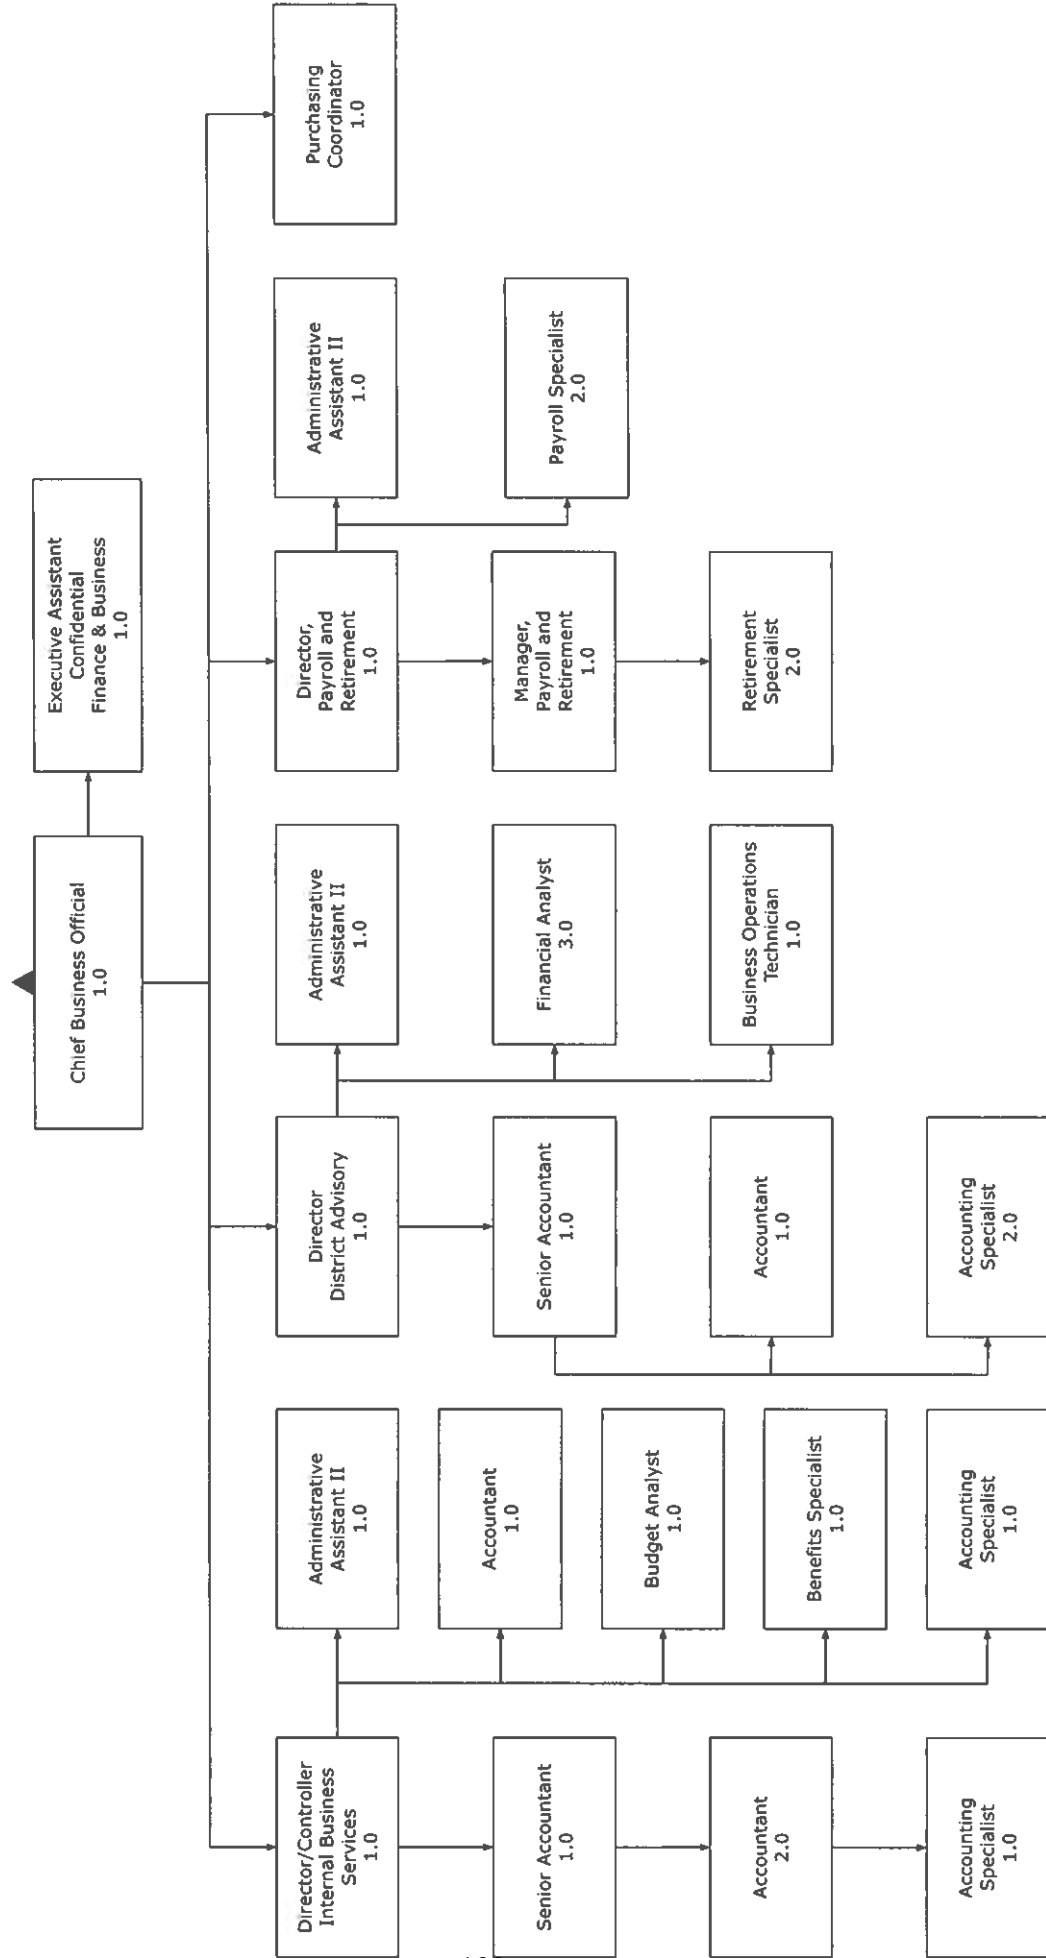 Chief Business Official
1.0
Executive Assistant
Confidential
Finance & Business
1.0
Director/Controller
Internal Business
Services
1.0
Administrative
Assistant II
1.0
Director
District Advisory
1.0
Administrative
Assistant II
1.0
Director,
Payroll and
Retirement
1.0
Administrative
Assistant II
1.0
Purchasing
Coordinator
1.0
Accountant
1.0
Senior Accountant
1.0
Senior Accountant
1.0
Financial Analyst
3.0
Manager,
Payroll and
Retirement
1.0
Payroll Specialist
2.0
Budget Analyst
1.0
Accountant
2.0
Benefits Specialist
1.0
Accountant
1.0
Business Operations
Technician
1.0
Retirement
Specialist
2.0
Accounting
Specialist
1.0
Accounting
Specialist
1.0
Accounting
Specialist
2.0